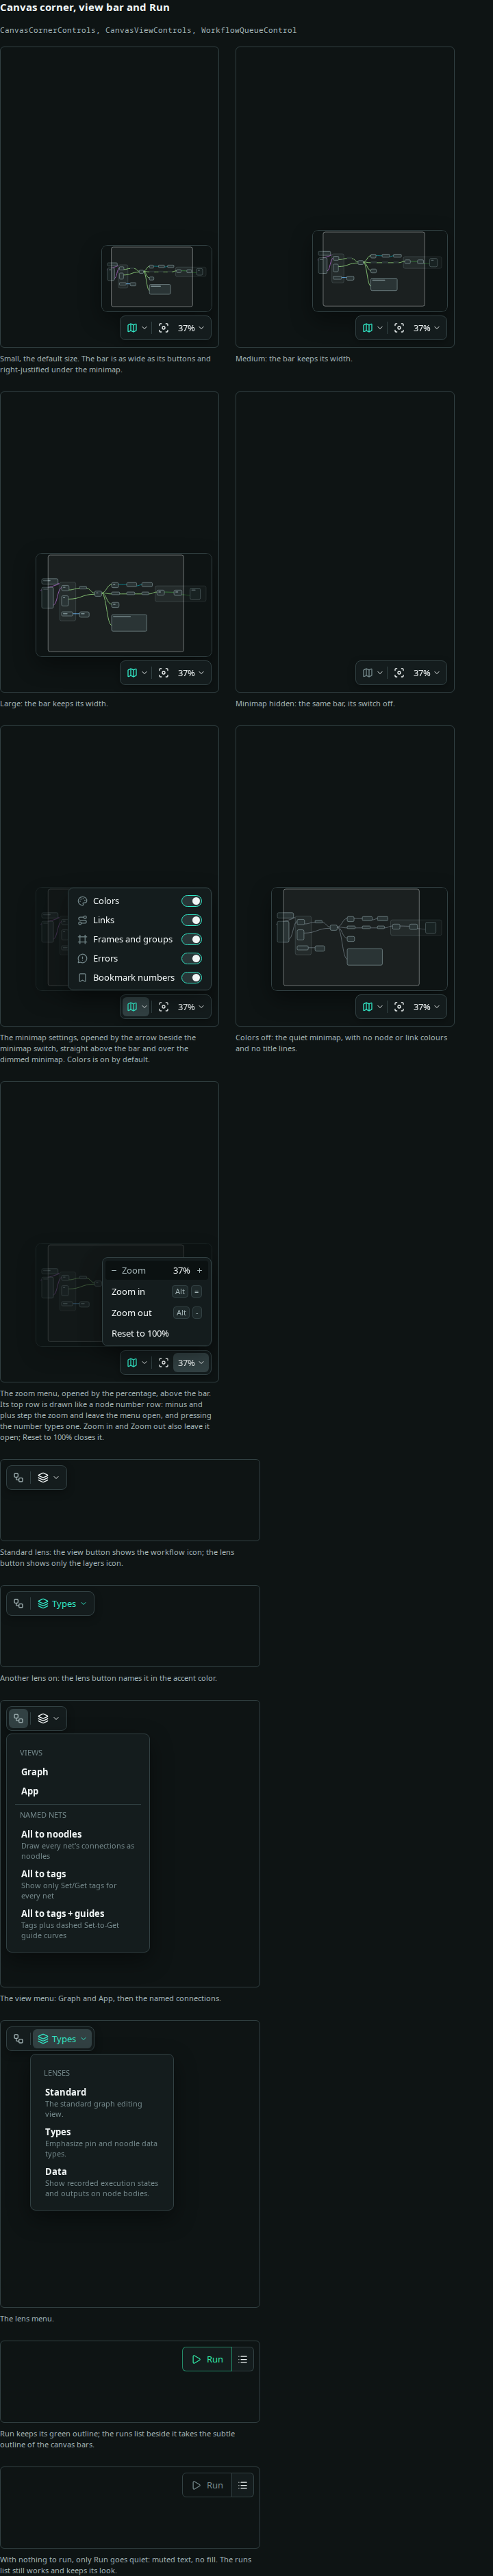 Canvas corner, view bar and Run
CanvasCornerControls, CanvasViewControls, WorkflowQueueControl
37%
37%
Small, the default size. The bar is as wide as its buttons and
right-justified under the minimap.
Medium: the bar keeps its width.
37%
37%
Large: the bar keeps its width.
Minimap hidden: the same bar, its switch off.
Colors
Links
Frames and groups
Errors
Bookmark numbers
37%
37%
The minimap settings, opened by the arrow beside the
minimap switch, straight above the bar and over the
dimmed minimap. Colors is on by default.
Colors off: the quiet minimap, with no node or link colours
and no title lines.
− Zoom 37% +
Zoom in Alt =
Zoom out Alt -
Reset to 100%
37%
The zoom menu, opened by the percentage, above the bar.
Its top row is drawn like a node number row: minus and
plus step the zoom and leave the menu open, and pressing
the number types one. Zoom in and Zoom out also leave it
open; Reset to 100% closes it.
Standard lens: the view button shows the workflow icon; the lens
button shows only the layers icon.
Types
Another lens on: the lens button names it in the accent color.
VIEWS
Graph
App
NAMED NETS
All to noodles
Draw every net's connections as
noodles
All to tags
Show only Set/Get tags for
every net
All to tags + guides
Tags plus dashed Set-to-Get
guide curves
The view menu: Graph and App, then the named connections.
Types
LENSES
Standard
The standard graph editing
view.
Types
Emphasize pin and noodle data
types.
Data
Show recorded execution states
and outputs on node bodies.
The lens menu.
Run
Run keeps its green outline; the runs list beside it takes the subtle
outline of the canvas bars.
Run
With nothing to run, only Run goes quiet: muted text, no fill. The runs
list still works and keeps its look.